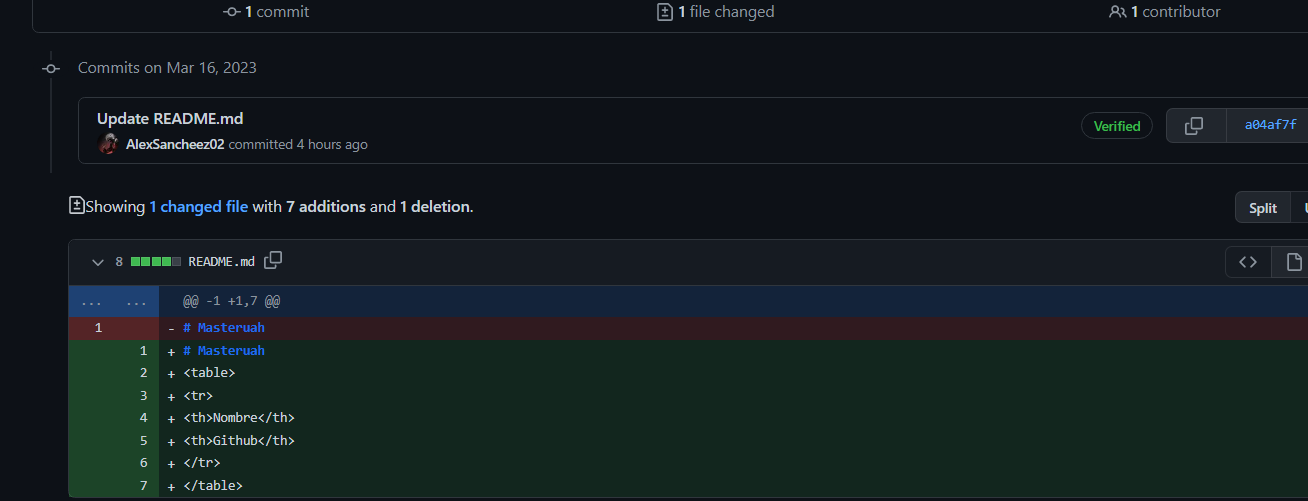 1 commit 1 file changed 1 contributor
Commits on Mar 16, 2023
Update README.md
Verified a04af7f
AlexSancheez02 committed 4 hours ago
Showing 1 changed file with 7 additions and 1 deletion.
Split
8 README.md
... ... @@ -1 +1,7 @@
1 - # Masteruah
1 + # Masteruah
2 + <table>
3 + <tr>
4 + <th>Nombre</th>
5 + <th>Github</th>
6 + </tr>
7 + </table>